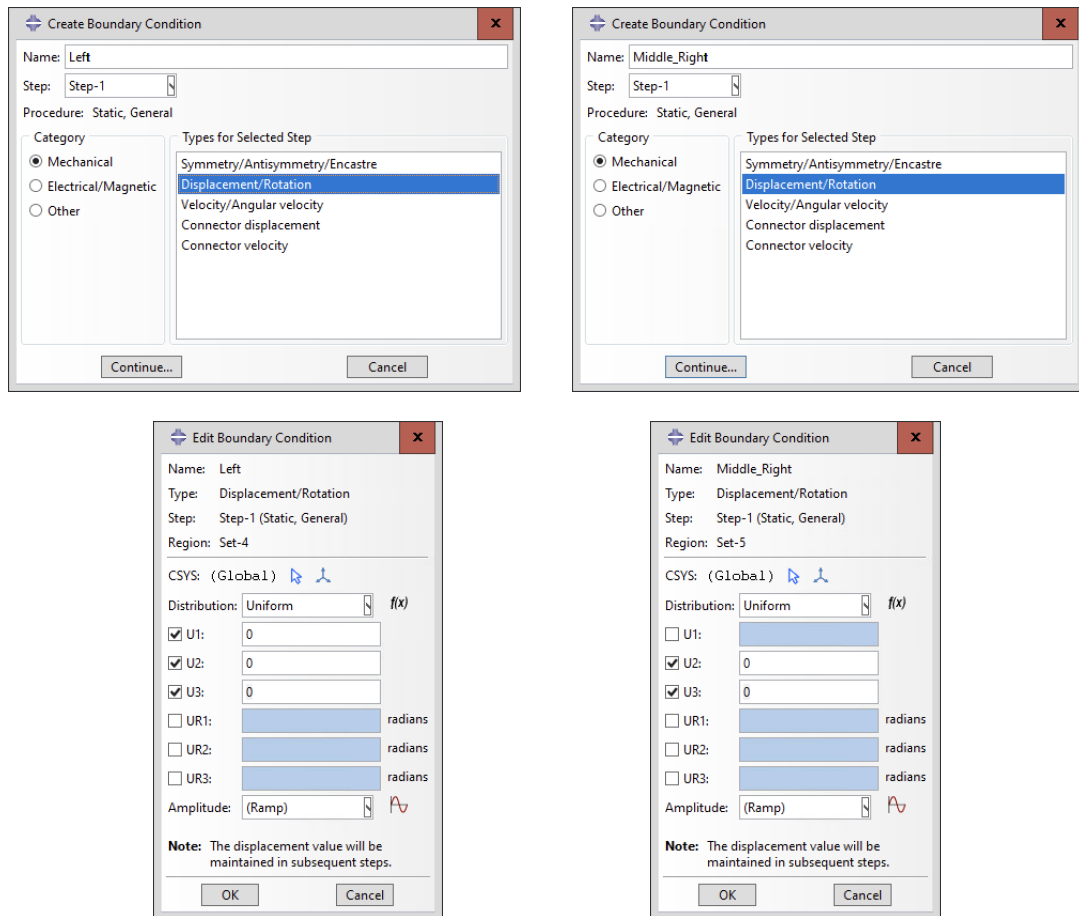 Create Boundary Condition
x
Name: Left
Step: Step-1
Procedure: Static, General
Category
Mechanical
Electrical/Magnetic
Other
Types for Selected Step
Symmetry/Antisymmetry/Encastre
Displacement/Rotation
Velocity/Angular velocity
Connector displacement
Connector velocity
Continue... Cancel
Create Boundary Condition
x
Name: Middle_Right
Step: Step-1
Procedure: Static, General
Category
Mechanical
Electrical/Magnetic
Other
Types for Selected Step
Symmetry/Antisymmetry/Encastre
Displacement/Rotation
Velocity/Angular velocity
Connector displacement
Connector velocity
Continue... Cancel
Edit Boundary Condition
x
Name: Left
Type: Displacement/Rotation
Step: Step-1 (Static, General)
Region: Set-4
CSYS: (Global)
Distribution: Uniform f(x)
U1: 0
U2: 0
U3: 0
UR1: radians
UR2: radians
UR3: radians
Amplitude: (Ramp)
Note: The displacement value will be
maintained in subsequent steps.
OK Cancel
Edit Boundary Condition
x
Name: Middle_Right
Type: Displacement/Rotation
Step: Step-1 (Static, General)
Region: Set-5
CSYS: (Global)
Distribution: Uniform f(x)
U1:
U2: 0
U3: 0
UR1: radians
UR2: radians
UR3: radians
Amplitude: (Ramp)
Note: The displacement value will be
maintained in subsequent steps.
OK Cancel